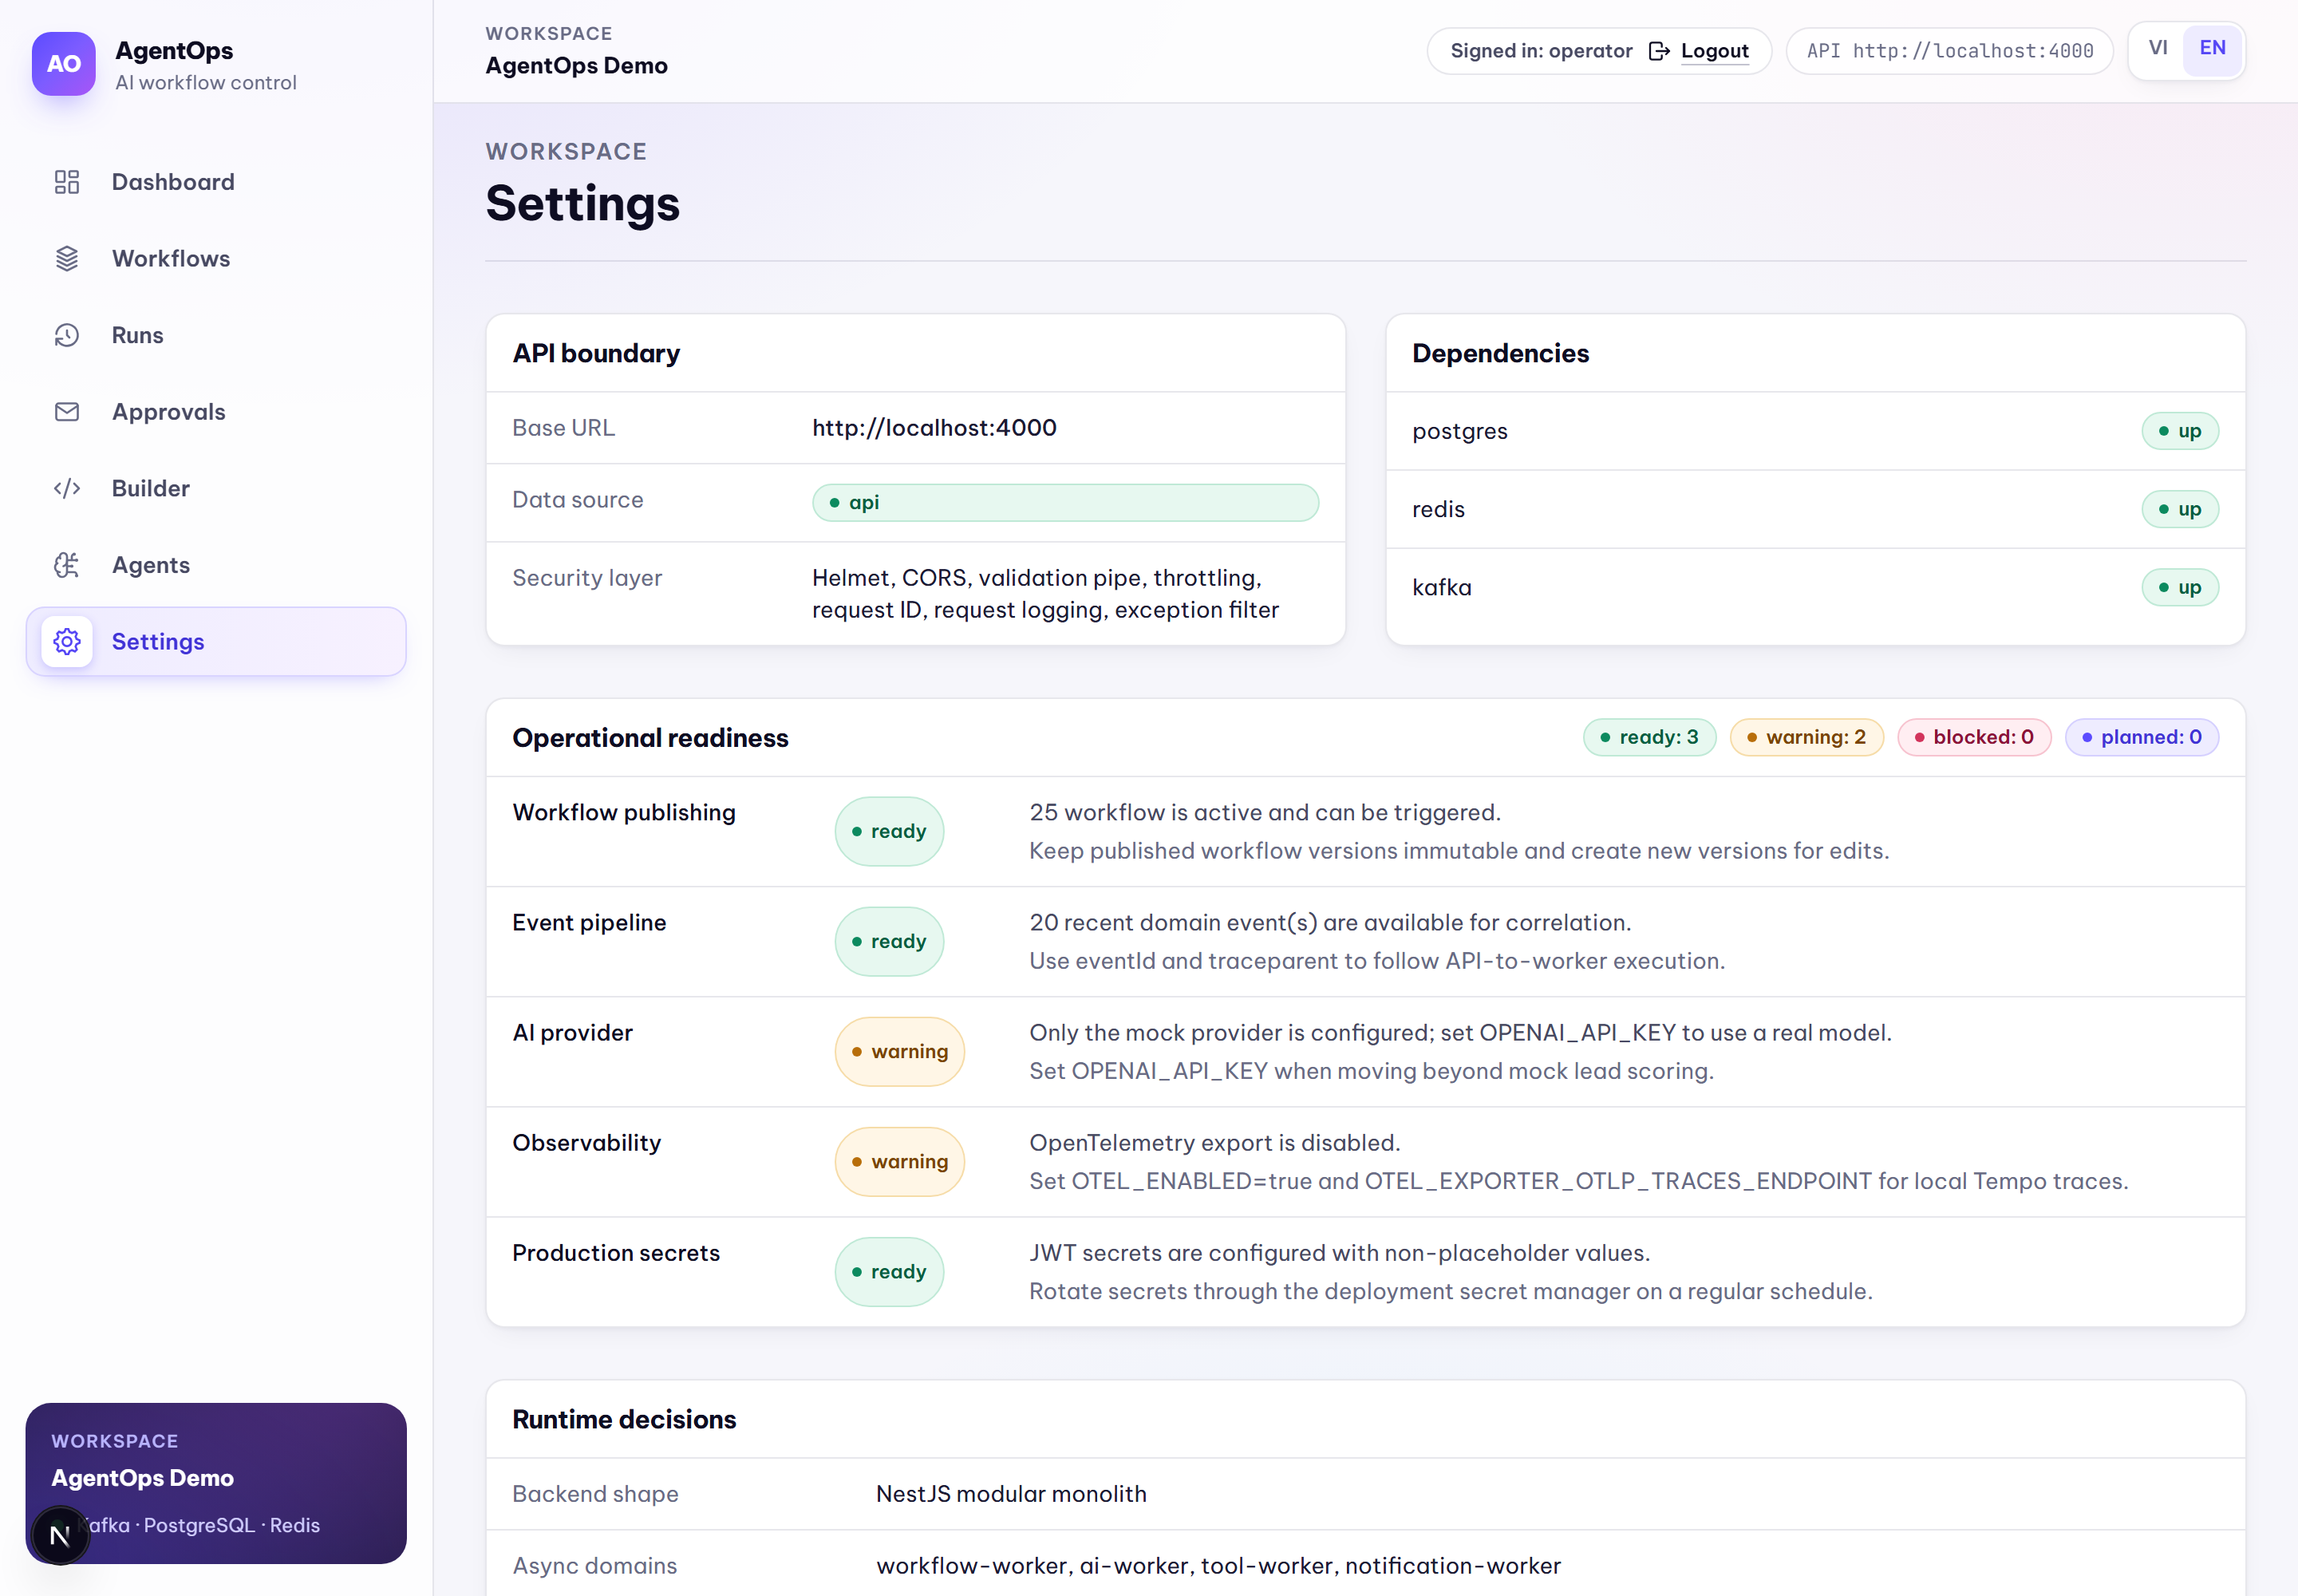 AO
AgentOps
AI workflow control
Dashboard
Workflows
Runs
Approvals
Builder
Agents
Settings
WORKSPACE
AgentOps Demo
Kafka · PostgreSQL · Redis
N
WORKSPACE
AgentOps Demo
Signed in: operator Logout
API http://localhost:4000
VI EN
WORKSPACE
Settings
API boundary
Base URL http://localhost:4000
Data source api
Security layer Helmet, CORS, validation pipe, throttling,
request ID, request logging, exception filter
Dependencies
postgres up
redis up
kafka up
Operational readiness ready: 3 warning: 2 blocked: 0 planned: 0
Workflow publishing ready 25 workflow is active and can be triggered.
Keep published workflow versions immutable and create new versions for edits.
Event pipeline ready 20 recent domain event(s) are available for correlation.
Use eventId and traceparent to follow API-to-worker execution.
AI provider warning Only the mock provider is configured; set OPENAI_API_KEY to use a real model.
Set OPENAI_API_KEY when moving beyond mock lead scoring.
Observability warning OpenTelemetry export is disabled.
Set OTEL_ENABLED=true and OTEL_EXPORTER_OTLP_TRACES_ENDPOINT for local Tempo traces.
Production secrets ready JWT secrets are configured with non-placeholder values.
Rotate secrets through the deployment secret manager on a regular schedule.
Runtime decisions
Backend shape NestJS modular monolith
Async domains workflow-worker, ai-worker, tool-worker, notification-worker